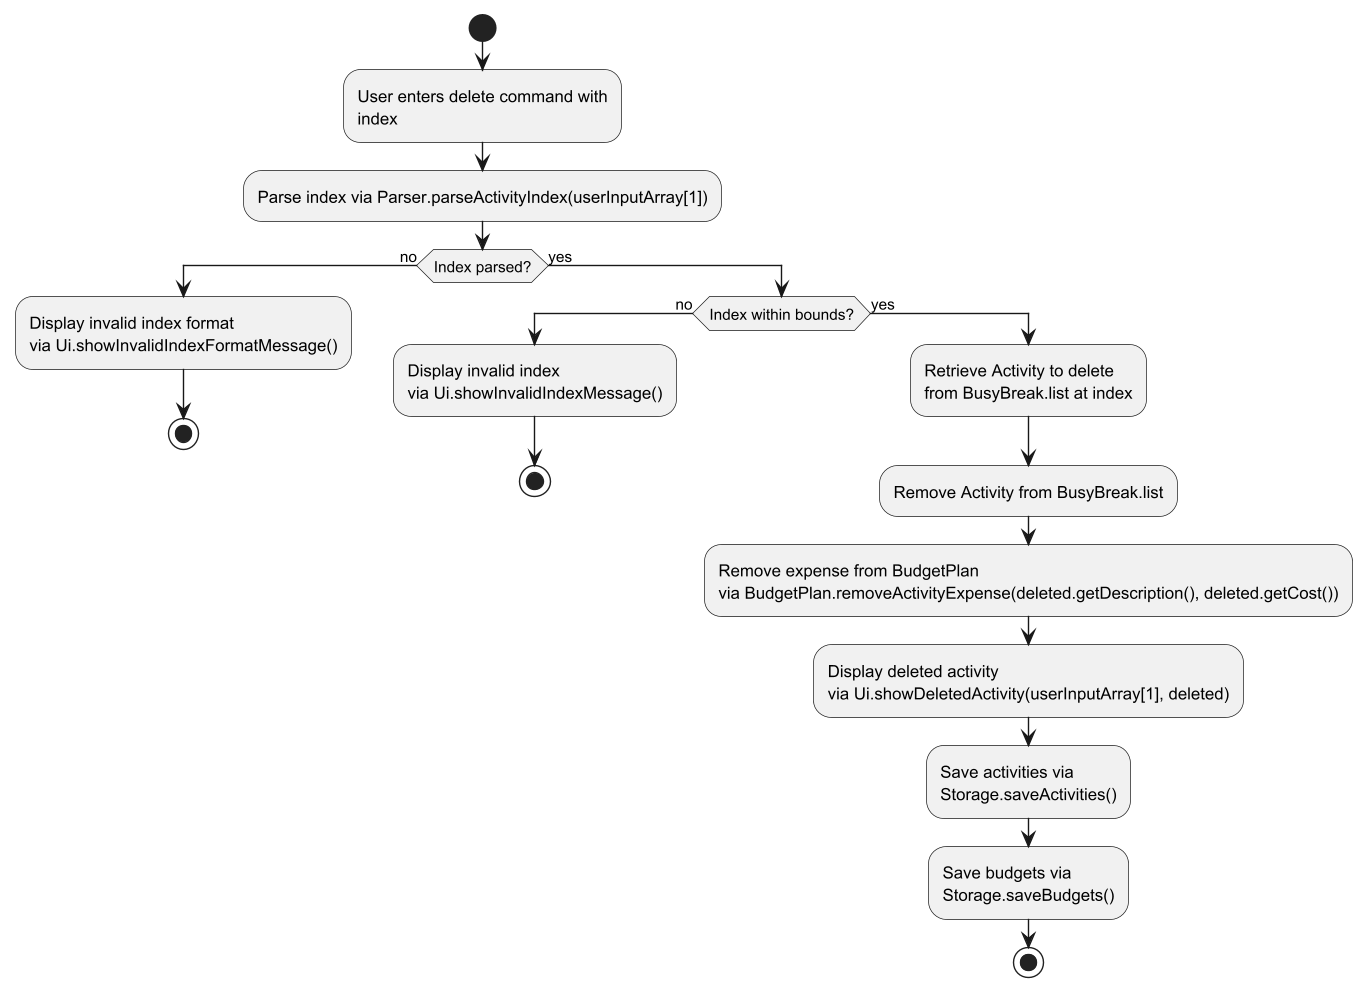 User enters delete command with
index
Parse index via Parser.parseActivityIndex(userInputArray[1])
no
Index parsed?
yes
Display invalid index format
via Ui.showInvalidIndexFormatMessage()
no
Index within bounds?
yes
Display invalid index
via Ui.showInvalidIndexMessage()
Retrieve Activity to delete
from BusyBreak.list at index
Remove Activity from BusyBreak.list
Remove expense from BudgetPlan
via BudgetPlan.removeActivityExpense(deleted.getDescription(), deleted.getCost())
Display deleted activity
via Ui.showDeletedActivity(userInputArray[1], deleted)
Save activities via
Storage.saveActivities()
Save budgets via
Storage.saveBudgets()